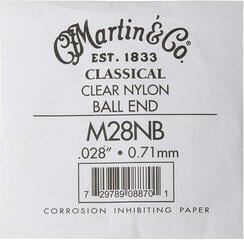 C.F. Martin & Co.
EST. 1833
CLASSICAL
CLEAR NYLON
BALL END
M28NB
.028" • 0.71mm
7 29789 08870 1
CORROSION INHIBITING PAPER